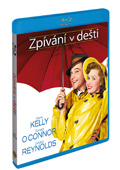 Zpívání v dešti
KELLY
O'CONNOR
REYNOLDS